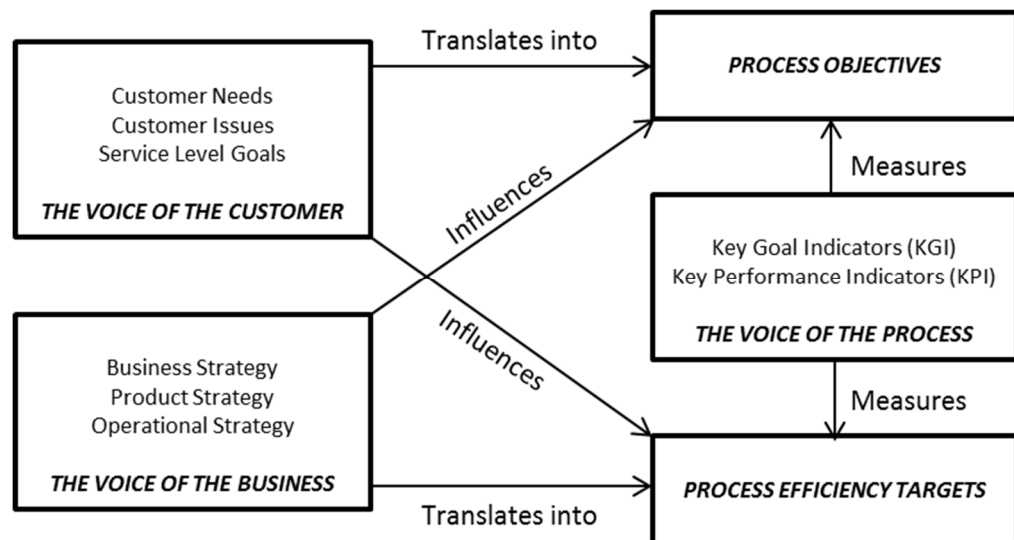 Translates into
PROCESS OBJECTIVES
Customer Needs
Customer Issues
Service Level Goals
THE VOICE OF THE CUSTOMER
Influences
Measures
Key Goal Indicators (KGI)
Key Performance Indicators (KPI)
THE VOICE OF THE PROCESS
Influences
Business Strategy
Product Strategy
Operational Strategy
THE VOICE OF THE BUSINESS
Measures
PROCESS EFFICIENCY TARGETS
Translates into